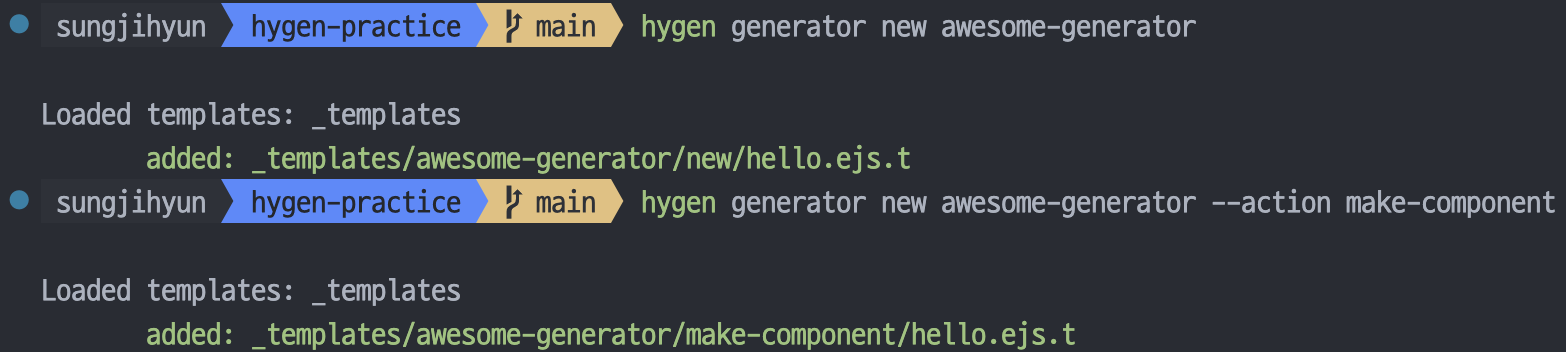 sungjihyun hygen-practice main hygen generator new awesome-generator
Loaded templates: _templates
added: _templates/awesome-generator/new/hello.ejs.t
sungjihyun hygen-practice main hygen generator new awesome-generator --action make-component
Loaded templates: _templates
added: _templates/awesome-generator/make-component/hello.ejs.t